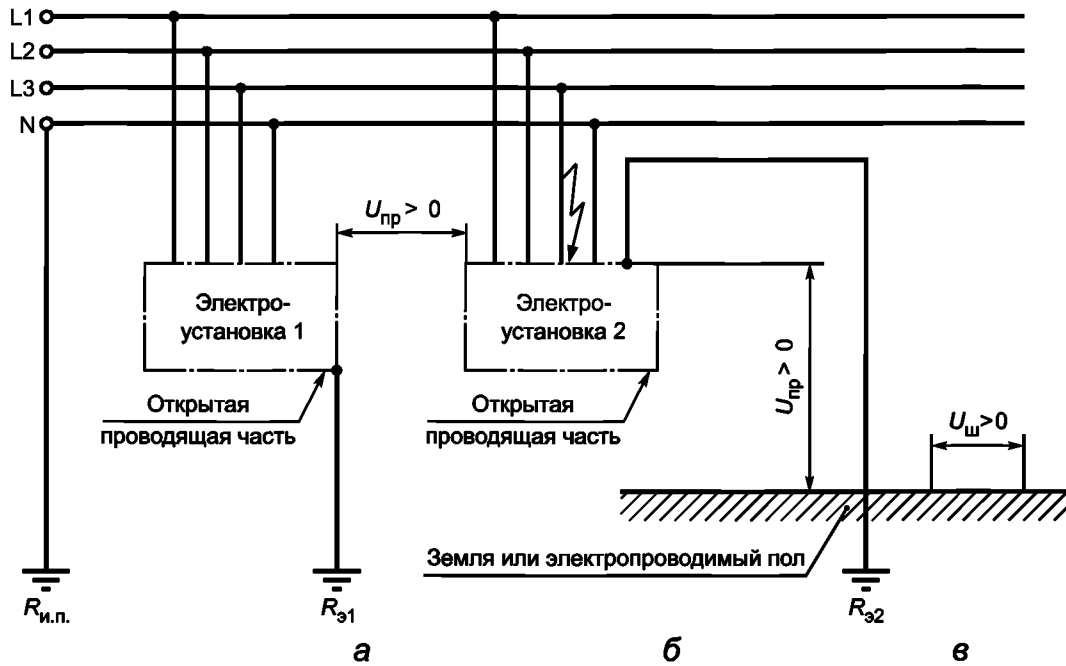 L1
L2
L3
N
Uпр > 0
Электро-
установка 1
Электро-
установка 2
Uпр > 0
Открытая
проводящая часть
Открытая
проводящая часть
Uш>0
Земля или электропроводимый пол
Rи.п.
Rэ1
Rэ2
а
б
в